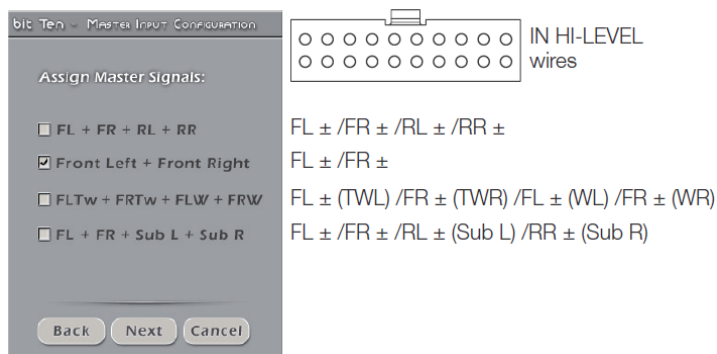 bit Ten - Master Input Configuration
IN HI-LEVEL
wires
Assign Master Signals:
FL + FR + RL + RR
FL ± /FR ± /RL ± /RR ±
Front Left + Front Right
FL ± /FR ±
FLTw + FRTw + FLW + FRW
FL ± (TWL) /FR ± (TWR) /FL ± (WL) /FR ± (WR)
FL + FR + Sub L + Sub R
FL ± /FR ± /RL ± (Sub L) /RR ± (Sub R)
Back Next Cancel